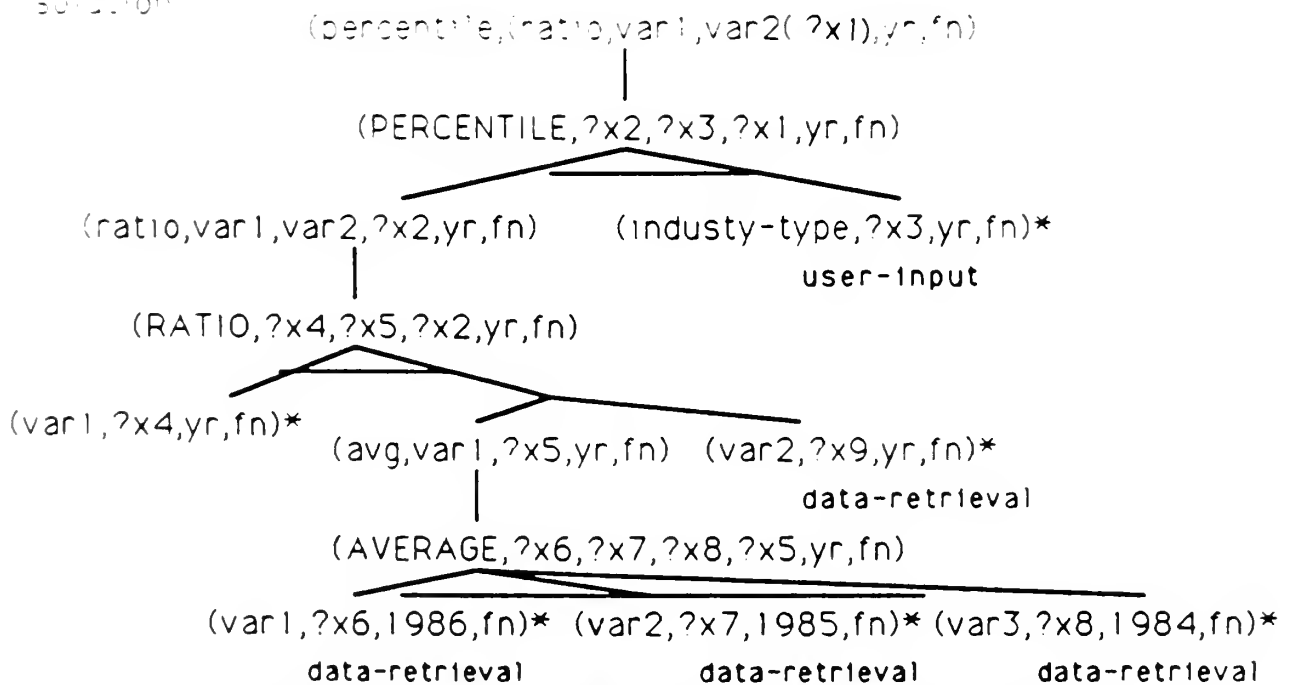 (percentile,(ratio,var1,var2(?x1),yr,fn)
(PERCENTILE,?x2,?x3,?x1,yr,fn)
(ratio,var1,var2,?x2,yr,fn) (industy-type,?x3,yr,fn)*
user-input
(RATIO,?x4,?x5,?x2,yr,fn)
(var1,?x4,yr,fn)*
(avg,var1,?x5,yr,fn) (var2,?x9,yr,fn)*
data-retrieval
(AVERAGE,?x6,?x7,?x8,?x5,yr,fn)
(var1,?x6,1986,fn)* (var2,?x7,1985,fn)* (var3,?x8,1984,fn)*
data-retrieval data-retrieval data-retrieval